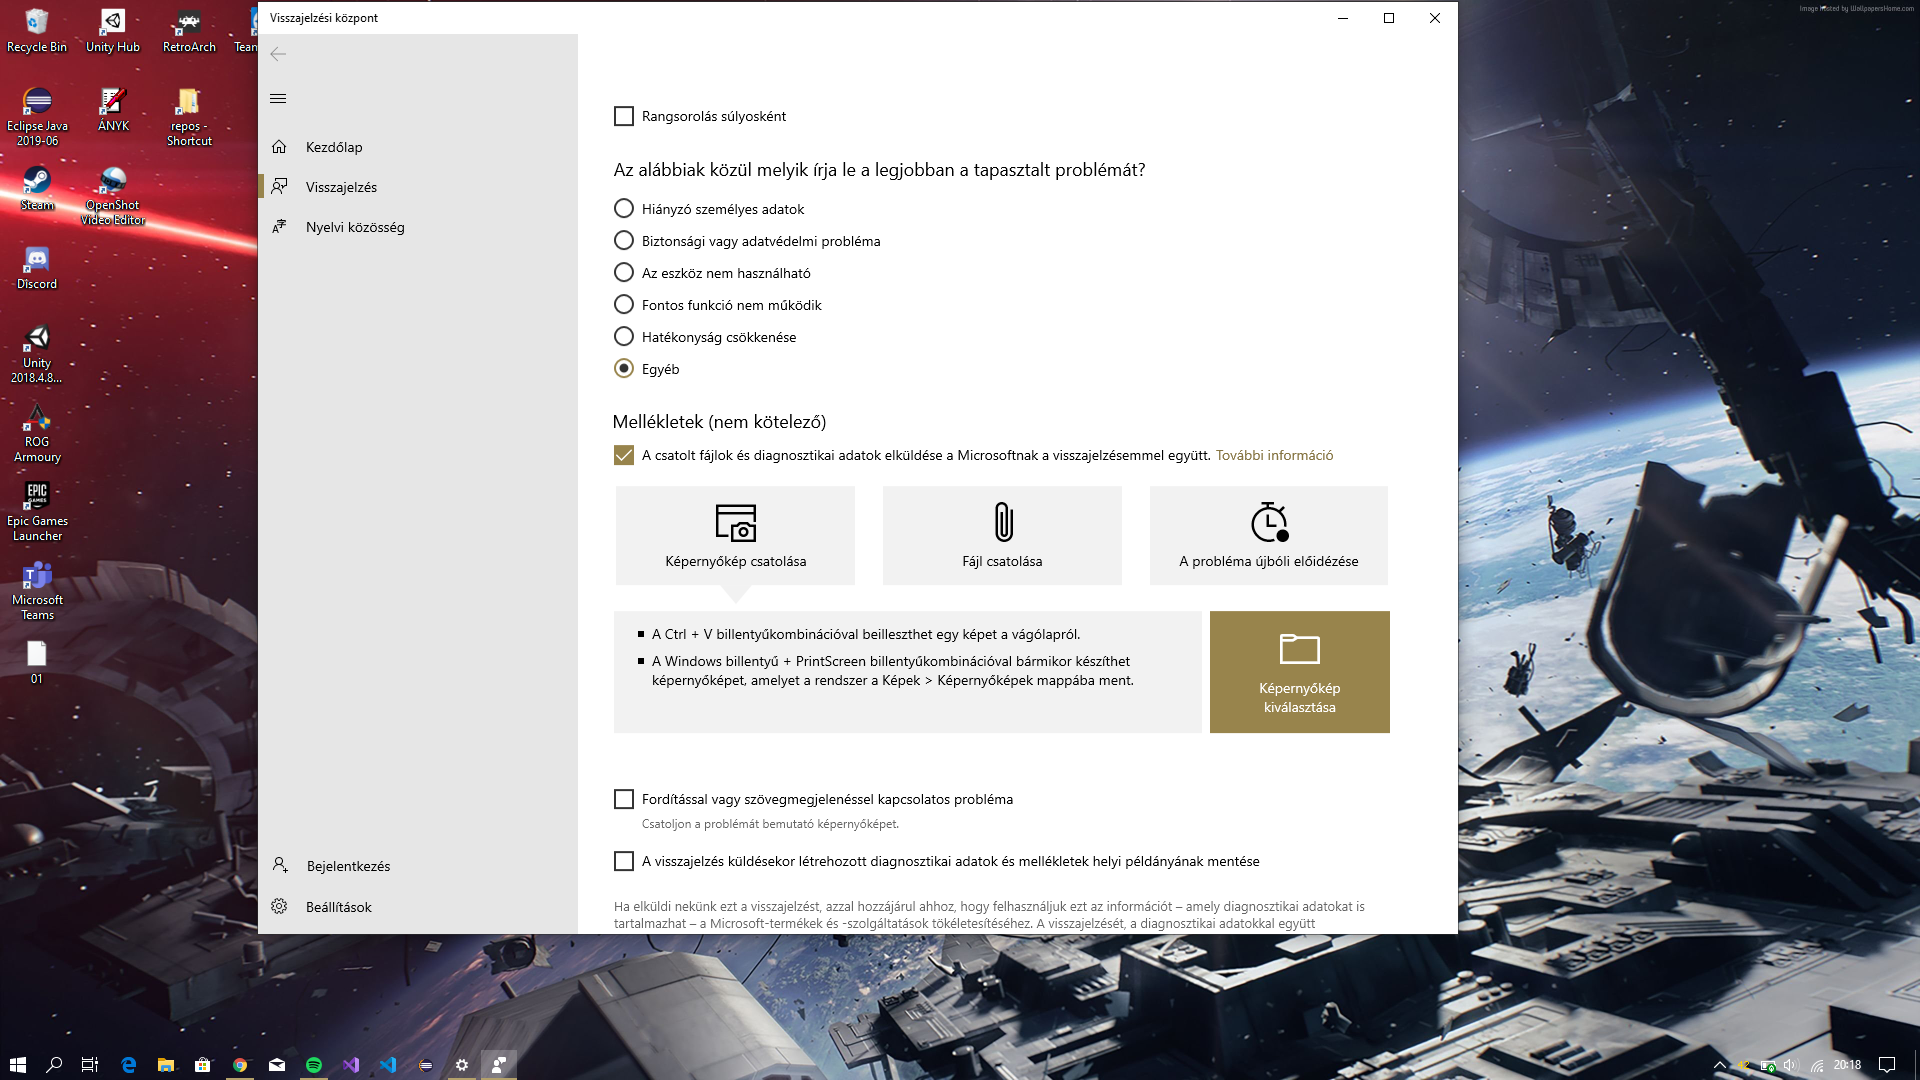 Visszajelzési központ
Image hosted by WallpapersHome.com
Recycle Bin
Unity Hub
RetroArch
Eclipse Java
2019-06
ÁNYK
repos -
Shortcut
Steam
OpenShot
Video Editor
Discord
Unity
2018.4.8...
ROG
Armoury
EPIC
GAMES
Epic Games
Launcher
Microsoft
Teams
01
Kezdőlap
Visszajelzés
Nyelvi közösség
Bejelentkezés
Beállítások
Rangsorolás súlyosként
Az alábbiak közül melyik írja le a legjobban a tapasztalt problémát?
Hiányzó személyes adatok
Biztonsági vagy adatvédelmi probléma
Az eszköz nem használható
Fontos funkció nem működik
Hatékonyság csökkenése
Egyéb
Mellékletek (nem kötelező)
A csatolt fájlok és diagnosztikai adatok elküldése a Microsoftnak a visszajelzésemmel együtt. További információ
Képernyőkép csatolása
Fájl csatolása
A probléma újbóli előidézése
A Ctrl + V billentyűkombinációval beilleszthet egy képet a vágólapról.
A Windows billentyű + PrintScreen billentyűkombinációval bármikor készíthet
képernyőképet, amelyet a rendszer a Képek > Képernyőképek mappába ment.
Képernyőkép
kiválasztása
Fordítással vagy szövegmegjelenéssel kapcsolatos probléma
Csatoljon a problémát bemutató képernyőképet.
A visszajelzés küldésekor létrehozott diagnosztikai adatok és mellékletek helyi példányának mentése
Ha elküldi nekünk ezt a visszajelzést, azzal hozzájárul ahhoz, hogy felhasználjuk ezt az információt – amely diagnosztikai adatokat is
tartalmazhat – a Microsoft-termékek és -szolgáltatások tökéletesítéséhez. A visszajelzését, a diagnosztikai adatokkal együtt
42
20:18